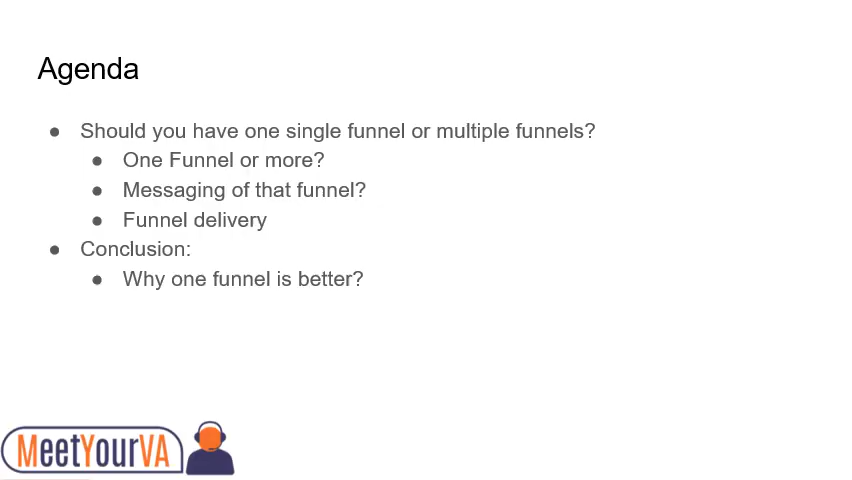 Agenda
● Should you have one single funnel or multiple funnels?
● One Funnel or more?
● Messaging of that funnel?
● Funnel delivery
● Conclusion:
● Why one funnel is better?
MeetYourVA